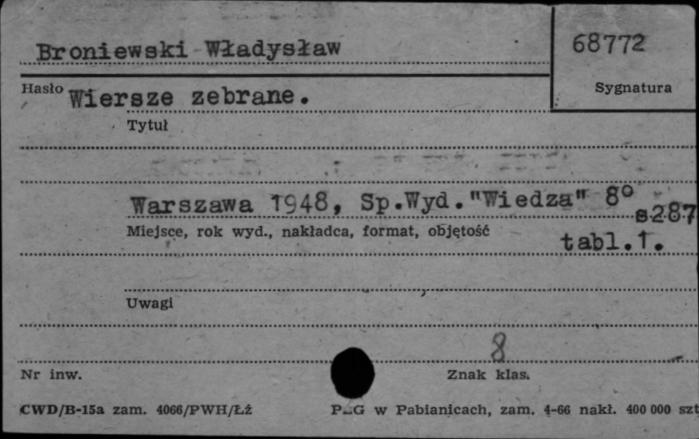 Broniewski Władysław
68772
Hasło
Sygnatura
Wiersze zebrane.
Tytuł
Warszawa 1948, Sp.Wyd."Wiedza" 8°
s287
Miejsce, rok wyd., nakładca, format, objętość
tabl.1.
Uwagi
8
Nr inw.
Znak klas.
CWD/B-15a zam. 4066/PWH/Łż
w Pabianicach, zam. 4-66 nakł. 400 000 szt